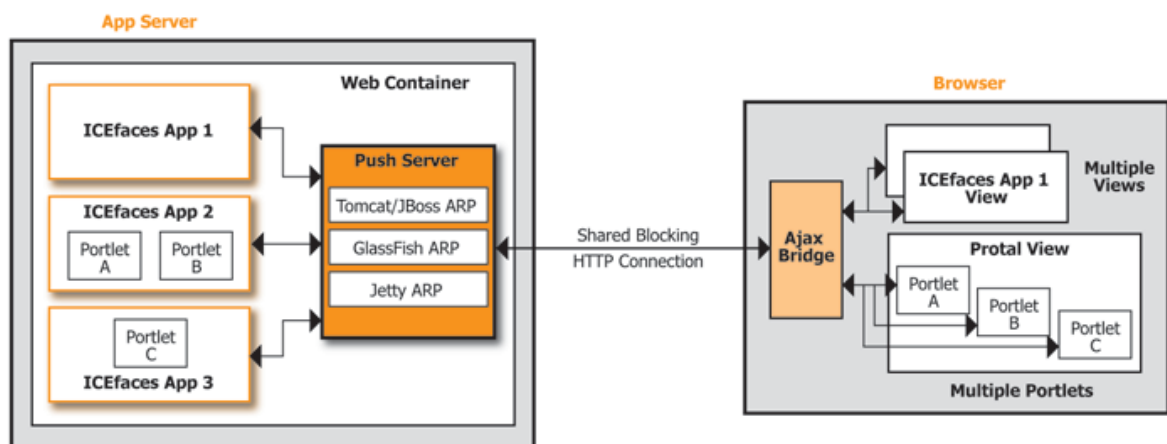 App Server
Web Container
ICEfaces App 1
ICEfaces App 2
Portlet
A
Portlet
B
Portlet
C
ICEfaces App 3
Push Server
Tomcat/JBoss ARP
GlassFish ARP
Jetty ARP
Shared Blocking
HTTP Connection
Browser
Ajax
Bridge
ICEfaces App 1
View
Multiple
Views
Protal View
Portlet
A
Portlet
B
Portlet
C
Multiple Portlets